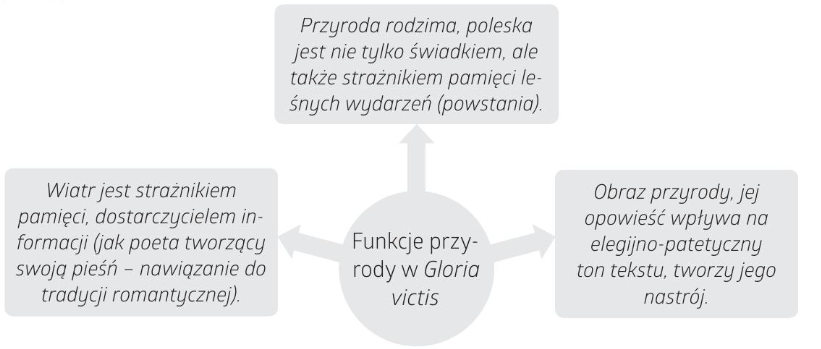 Przyroda rodzima, poleska
jest nie tylko świadkiem, ale
także strażnikiem pamięci le-
śnych wydarzeń (powstania).
Wiatr jest strażnikiem
pamięci, dostarczycielem in-
formacji (jak poeta tworzący
swoją pieśń – nawiązanie do
tradycji romantycznej).
Funkcje przy-
rody w Gloria
victis
Obraz przyrody, jej
opowieść wpływa na
elegijno-patetyczny
ton tekstu, tworzy jego
nastrój.